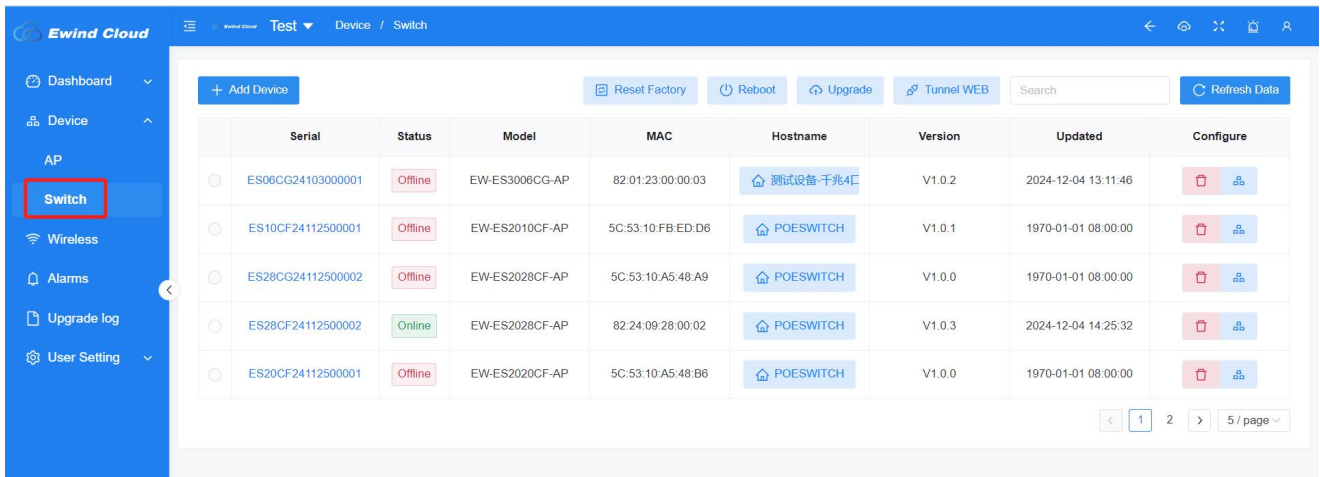 Ewind Cloud
Ewind Cloud Test Device / Switch
Dashboard
Device
AP
Switch
Wireless
Alarms
Upgrade log
User Setting
+ Add Device Reset Factory Reboot Upgrade Tunnel WEB Search Refresh Data
Serial Status Model MAC Hostname Version Updated Configure
ES06CG24103000001 Offline EW-ES3006CG-AP 82:01:23:00:00:03 测试设备-千兆4口 V1.0.2 2024-12-04 13:11:46
ES10CF24112500001 Offline EW-ES2010CF-AP 5C:53:10:FB:ED:D6 POESWITCH V1.0.1 1970-01-01 08:00:00
ES28CG24112500002 Offline EW-ES2028CF-AP 5C:53:10:A5:48:A9 POESWITCH V1.0.0 1970-01-01 08:00:00
ES28CF24112500002 Online EW-ES2028CF-AP 82:24:09:28:00:02 POESWITCH V1.0.3 2024-12-04 14:25:32
ES20CF24112500001 Offline EW-ES2020CF-AP 5C:53:10:A5:48:B6 POESWITCH V1.0.0 1970-01-01 08:00:00
< 1 2 > 5 / page